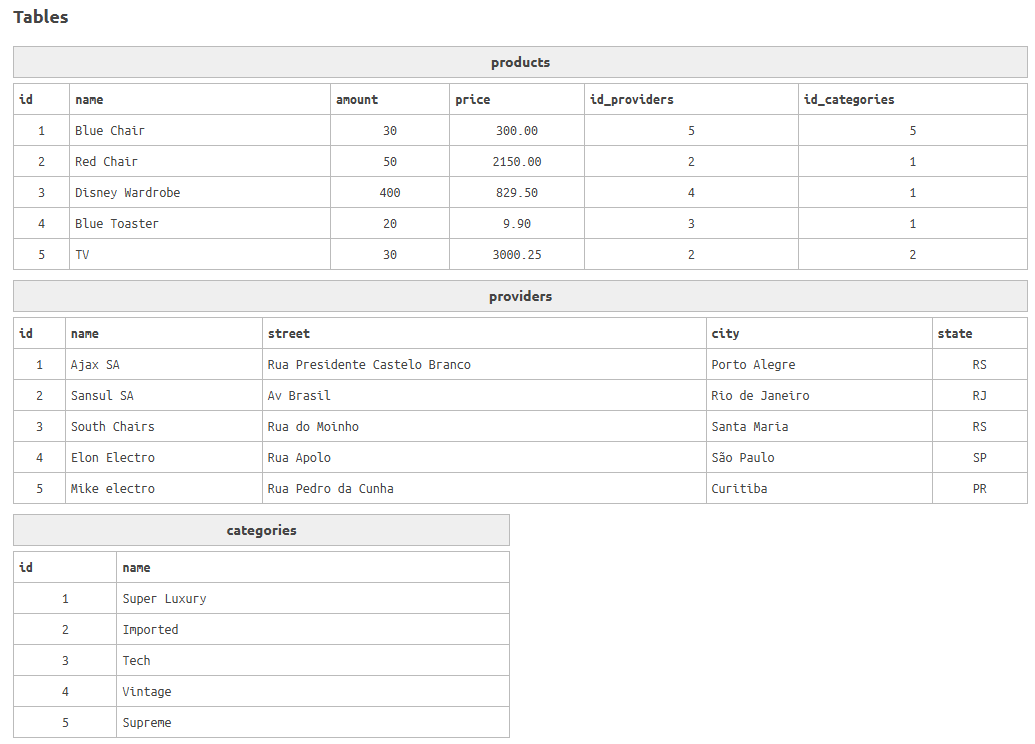 Tables
products
id name amount price id_providers id_categories
1 Blue Chair 30 300.00 5 5
2 Red Chair 50 2150.00 2 1
3 Disney Wardrobe 400 829.50 4 1
4 Blue Toaster 20 9.90 3 1
5 TV 30 3000.25 2 2
providers
id name street city state
1 Ajax SA Rua Presidente Castelo Branco Porto Alegre RS
2 Sansul SA Av Brasil Rio de Janeiro RJ
3 South Chairs Rua do Moinho Santa Maria RS
4 Elon Electro Rua Apolo São Paulo SP
5 Mike electro Rua Pedro da Cunha Curitiba PR
categories
id name
1 Super Luxury
2 Imported
3 Tech
4 Vintage
5 Supreme